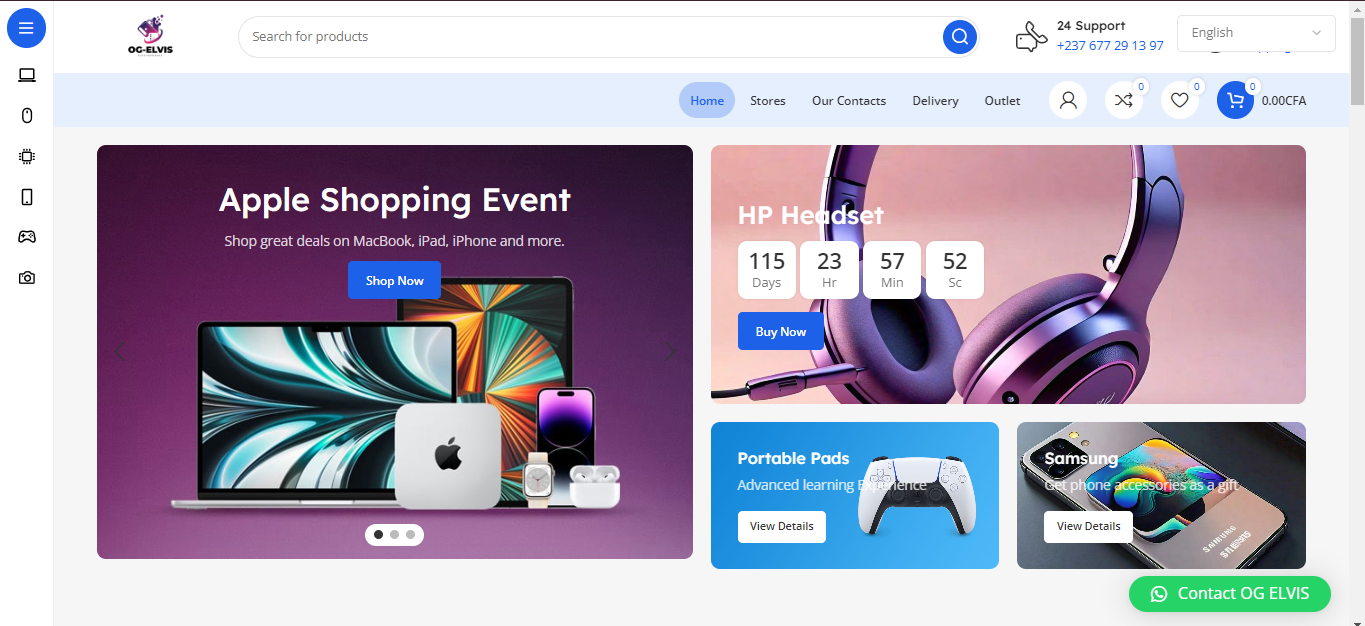 OG-ELVIS
Search for products
24 Support
+237 677 29 13 97
English
Home
Stores
Our Contacts
Delivery
Outlet
0
0
0
0.00CFA
Apple Shopping Event
Shop great deals on MacBook, iPad, iPhone and more.
Shop Now
HP Headset
115
23
57
52
Days
Hr
Min
Sc
Buy Now
Portable Pads
Advanced learning Experience
View Details
Samsung
Get phone accessories as a gift
View Details
SAMSUNG
SAMSUNG
Contact OG ELVIS